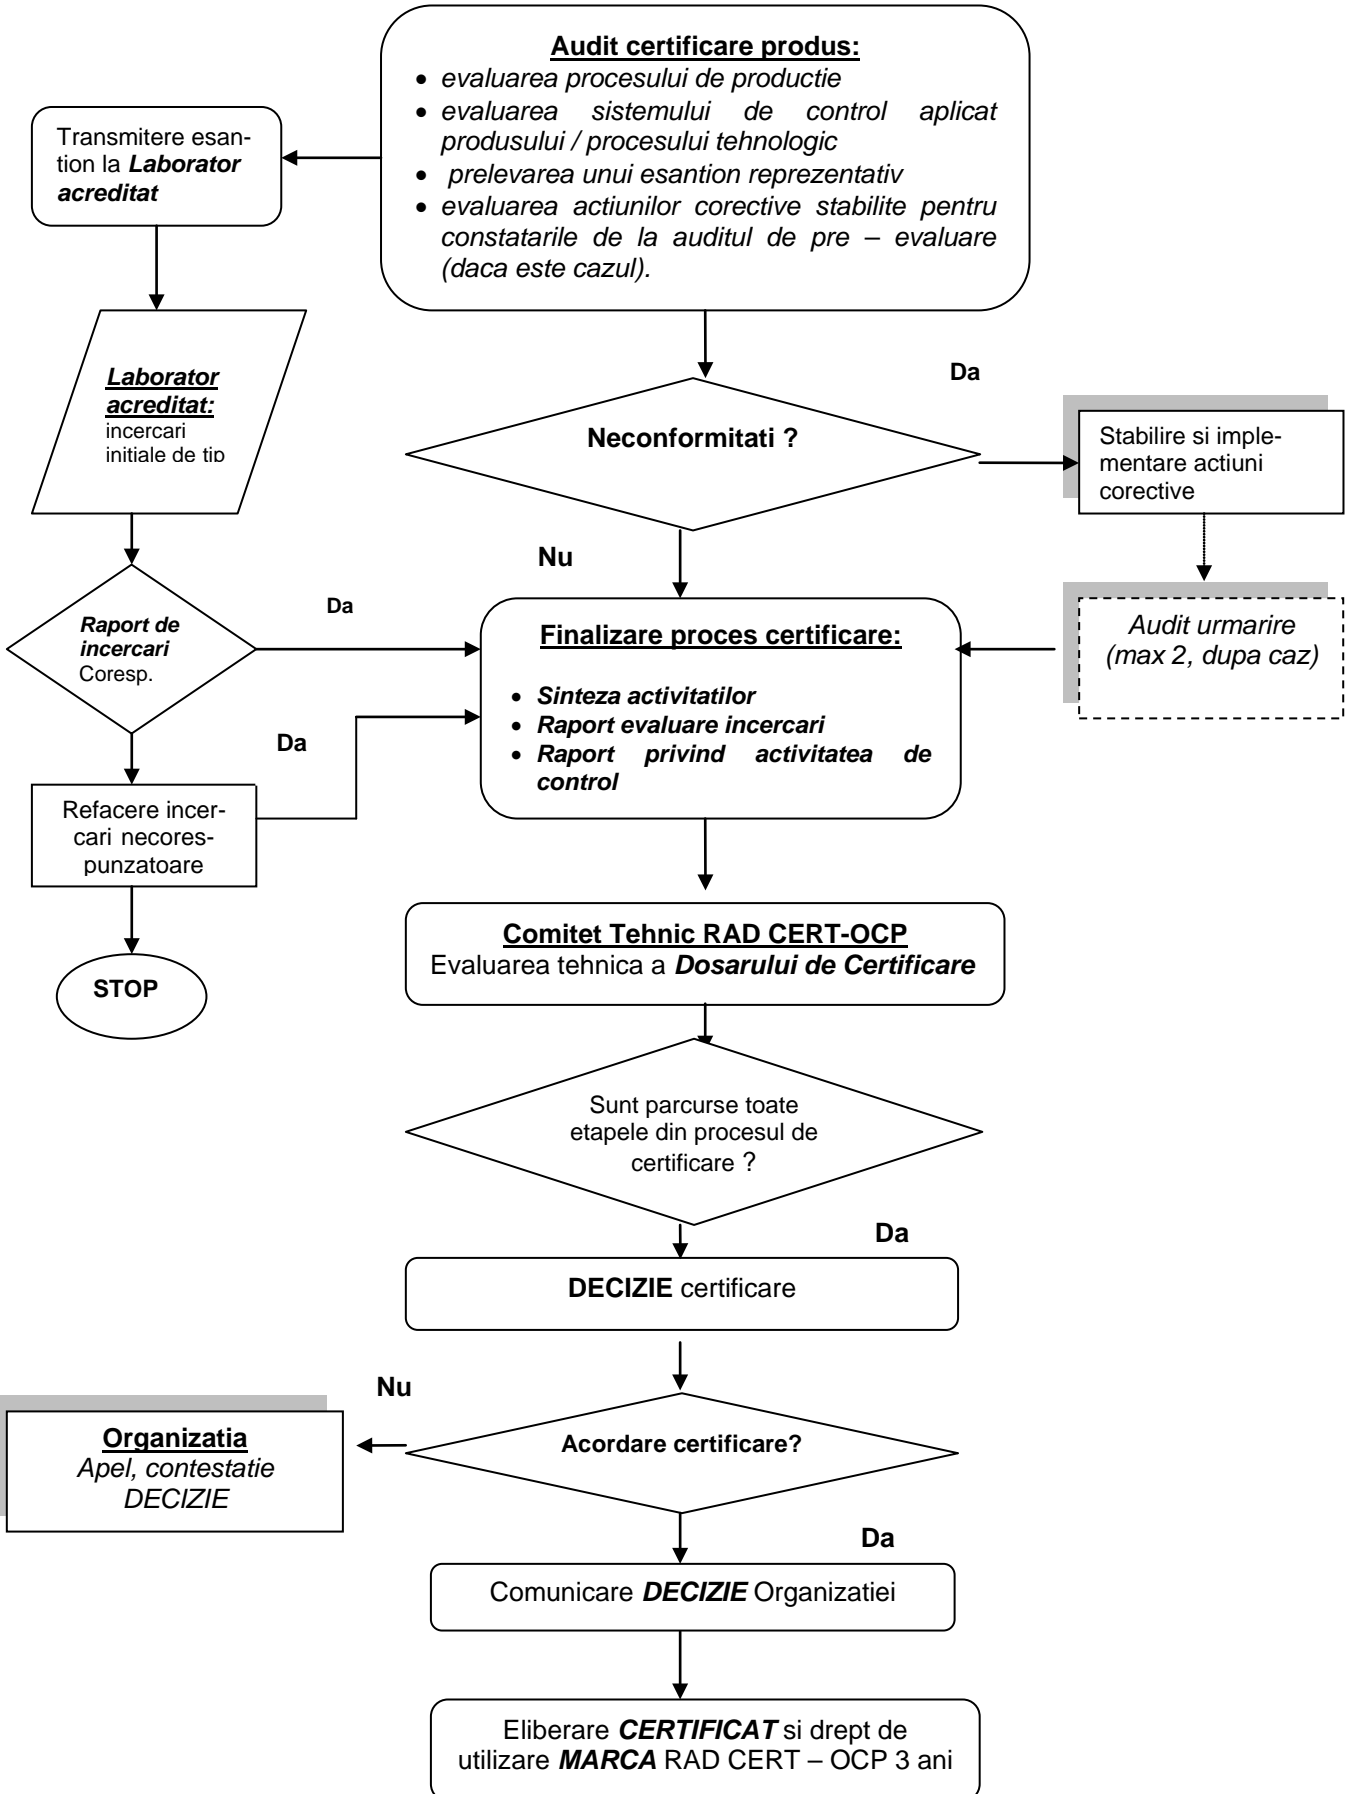 Audit certificare produs:
• evaluarea procesului de productie
• evaluarea sistemului de control aplicat
produsului / procesului tehnologic
• prelevarea unui esantion reprezentativ
• evaluarea actiunilor corective stabilite pentru
constatarile de la auditul de pre – evaluare
(daca este cazul).
Transmitere esan-
tion la Laborator
acreditat
Laborator
acreditat:
incercari
initiale de tip
Da
Neconformitati ?
Stabilire si imple-
mentare actiuni
corective
Nu
Raport de
incercari
Coresp.
Da
Finalizare proces certificare:
• Sinteza activitatilor
• Raport evaluare incercari
• Raport privind activitatea de
control
Audit urmarire
(max 2, dupa caz)
Da
Refacere incer-
cari necores-
punzatoare
STOP
Comitet Tehnic RAD CERT-OCP
Evaluarea tehnica a Dosarului de Certificare
Sunt parcurse toate
etapele din procesul de
certificare ?
Da
DECIZIE certificare
Nu
Organizatia
Apel, contestatie
DECIZIE
Acordare certificare?
Da
Comunicare DECIZIE Organizatiei
Eliberare CERTIFICAT si drept de
utilizare MARCA RAD CERT – OCP 3 ani